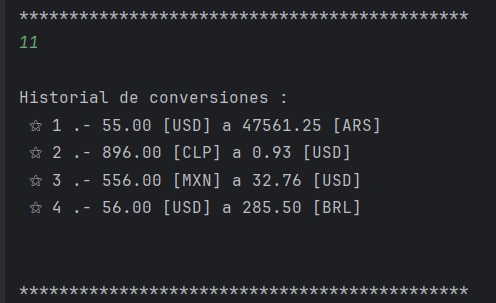 *********************************************
11
Historial de conversiones :
☆ 1 .- 55.00 [USD] a 47561.25 [ARS]
☆ 2 .- 896.00 [CLP] a 0.93 [USD]
☆ 3 .- 556.00 [MXN] a 32.76 [USD]
☆ 4 .- 56.00 [USD] a 285.50 [BRL]
*********************************************